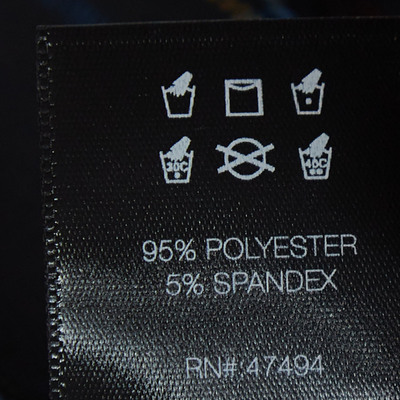 30C 40C
95% POLYESTER
5% SPANDEX
RN# 47494